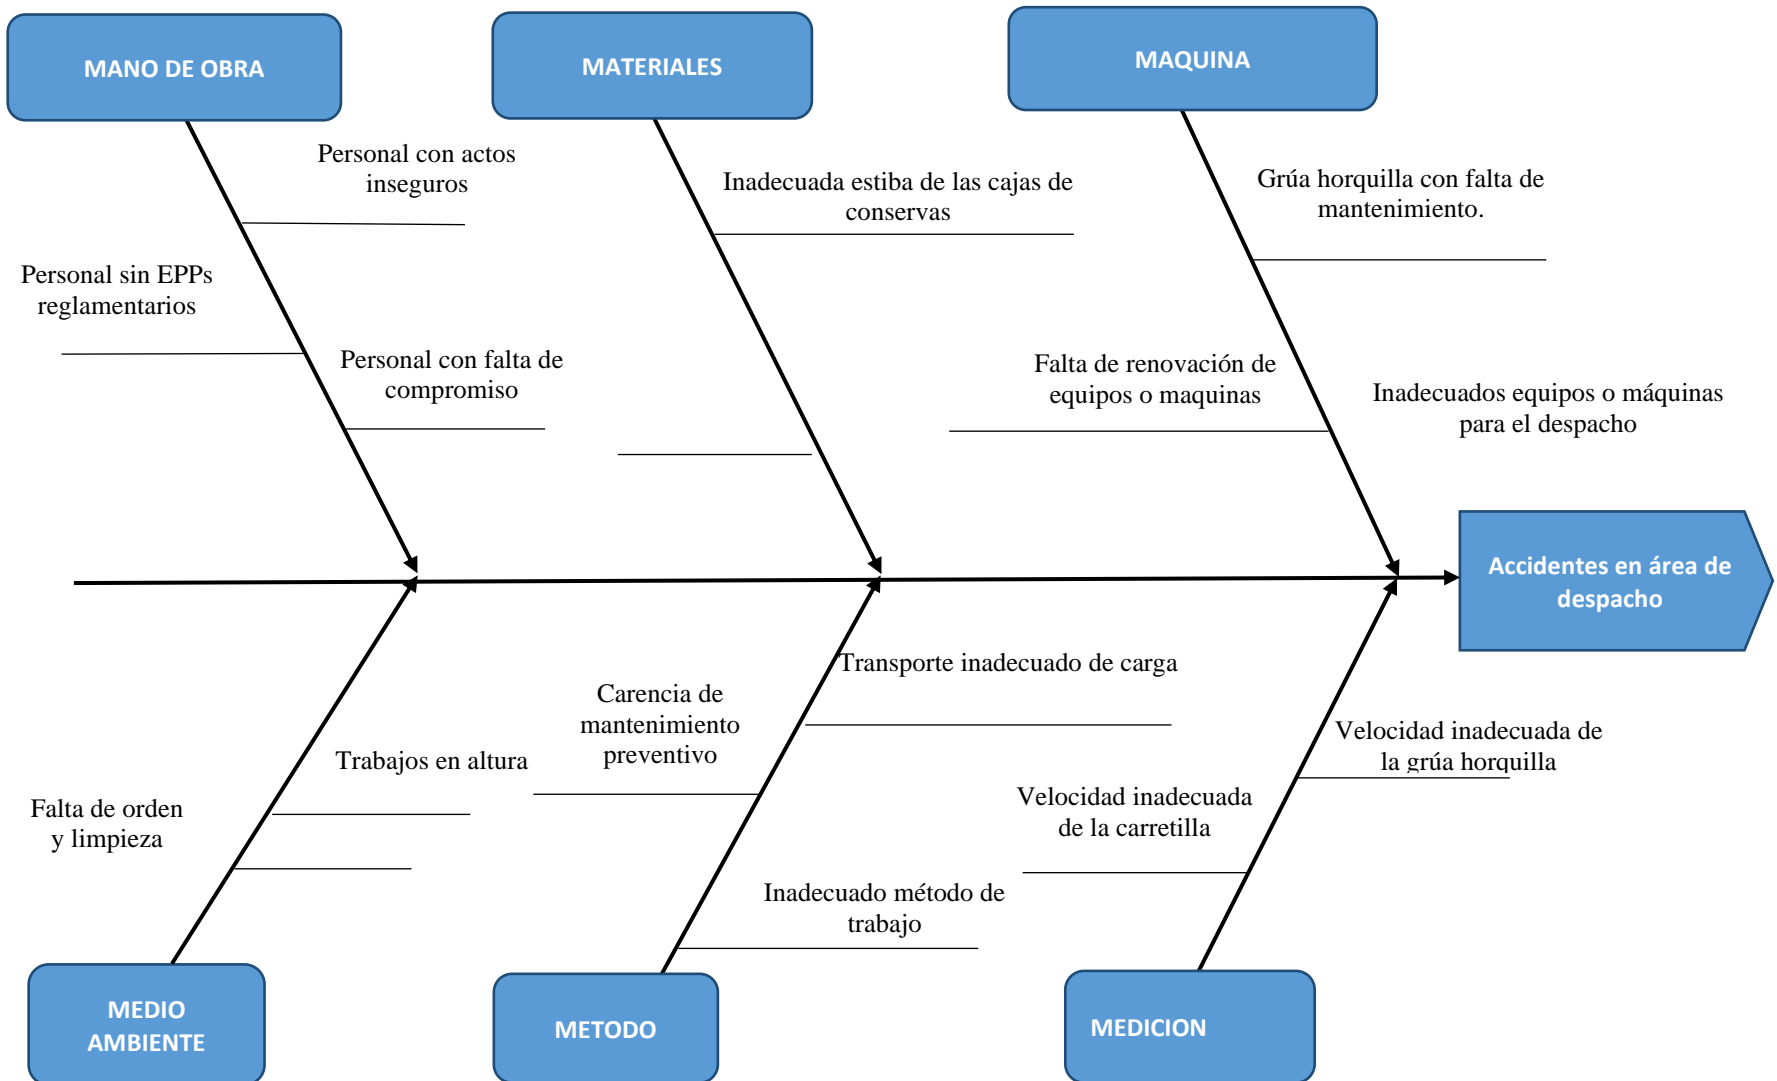 MANO DE OBRA
MATERIALES
MAQUINA
Personal con actos
inseguros
Inadecuada estiba de las cajas de
conservas
Grúa horquilla con falta de
mantenimiento.
Personal sin EPPs
reglamentarios
Personal con falta de
compromiso
Falta de renovación de
equipos o maquinas
Inadecuados equipos o máquinas
para el despacho
Accidentes en área de
despacho
Transporte inadecuado de carga
Carencia de
mantenimiento
preventivo
Velocidad inadecuada de
la grúa horquilla
Trabajos en altura
Falta de orden
y limpieza
Velocidad inadecuada
de la carretilla
Inadecuado método de
trabajo
MEDIO
AMBIENTE
METODO
MEDICION